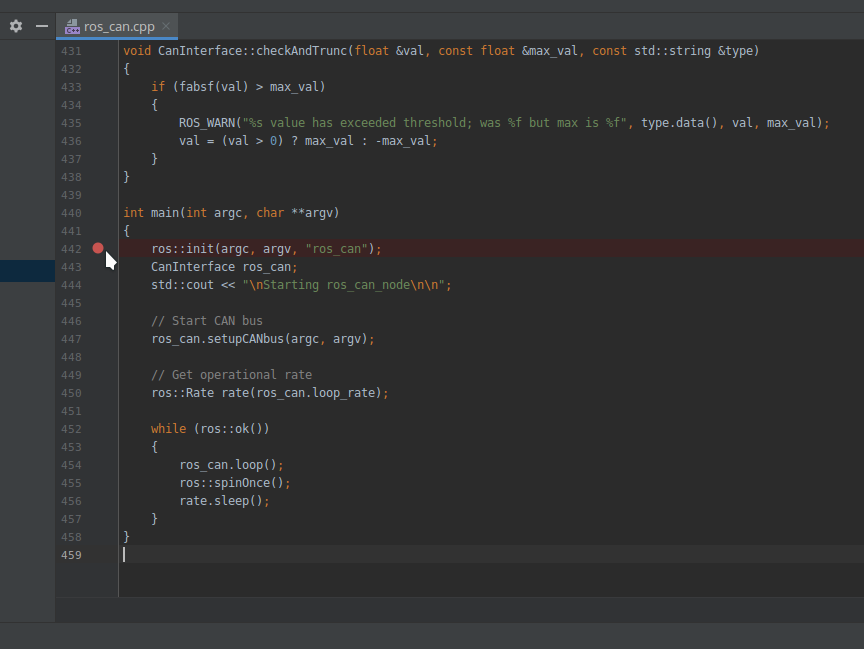 ros_can.cpp
431 void CanInterface::checkAndTrunc(float &val, const float &max_val, const std::string &type)
432 {
433     if (fabsf(val) > max_val)
434     {
435         ROS_WARN("%s value has exceeded threshold; was %f but max is %f", type.data(), val, max_val);
436         val = (val > 0) ? max_val : -max_val;
437     }
438 }
439
440 int main(int argc, char **argv)
441 {
442     ros::init(argc, argv, "ros_can");
443     CanInterface ros_can;
444     std::cout << "\nStarting ros_can_node\n\n";
445
446     // Start CAN bus
447     ros_can.setupCANbus(argc, argv);
448
449     // Get operational rate
450     ros::Rate rate(ros_can.loop_rate);
451
452     while (ros::ok())
453     {
454         ros_can.loop();
455         ros::spinOnce();
456         rate.sleep();
457     }
458 }
459